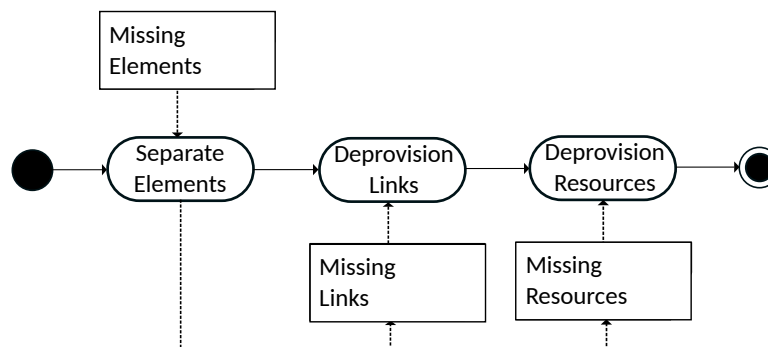 Missing
Elements
Separate
Elements
Deprovision
Links
Deprovision
Resources
Missing
Links
Missing
Resources